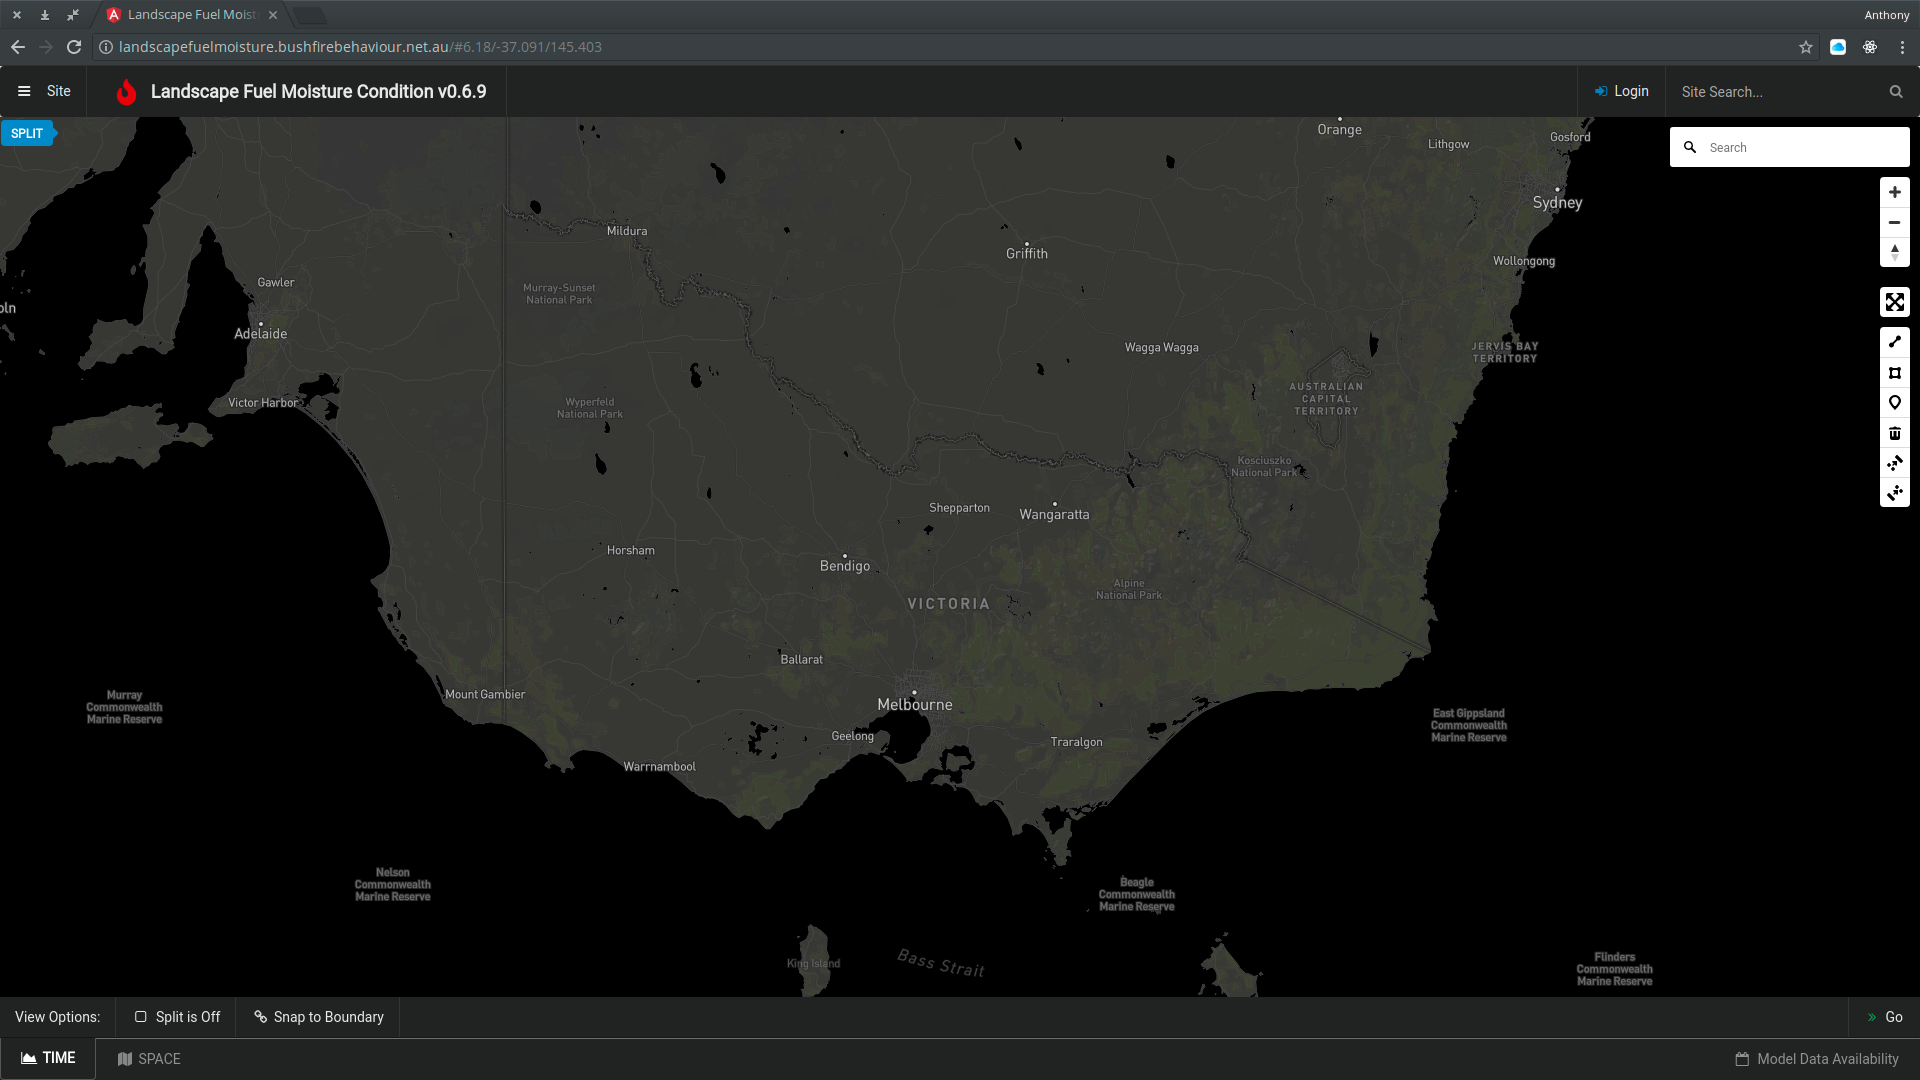 Landscape Fuel Moist
Anthony
landscapefuelmoisture.bushfirebehaviour.net.au/#6.18/-37.091/145.403
Site
Landscape Fuel Moisture Condition v0.6.9
Login
Site Search...
SPLIT
Search
Orange
Lithgow
Gosford
Sydney
Mildura
Griffith
Wollongong
Gawler
Murray-Sunset
National Park
oln
Adelaide
Wagga Wagga
JERVIS BAY
TERRITORY
AUSTRALIAN
CAPITAL
TERRITORY
Victor Harbor
Wyperfeld
National Park
Kosciuszko
National Park
Shepparton
Wangaratta
Horsham
Bendigo
Alpine
National Park
VICTORIA
Ballarat
Mount Gambier
Melbourne
Murray
Commonwealth
Marine Reserve
East Gippsland
Commonwealth
Marine Reserve
Geelong
Traralgon
Warrnambool
Nelson
Commonwealth
Marine Reserve
Beagle
Commonwealth
Marine Reserve
King Island
Bass Strait
Flinders
Commonwealth
Marine Reserve
View Options:
Split is Off
Snap to Boundary
Go
TIME
SPACE
Model Data Availability